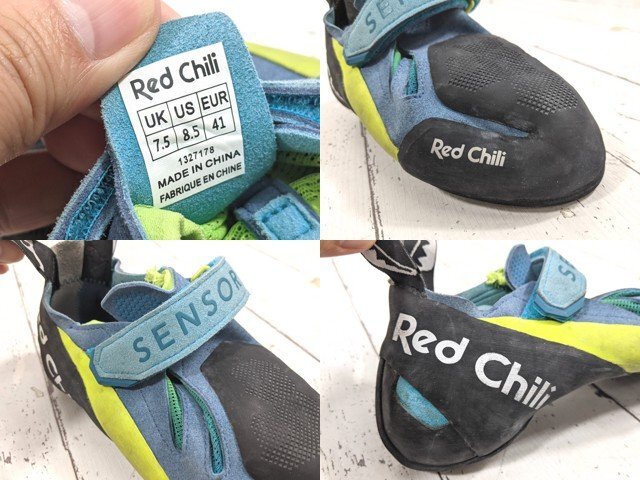 Red Chili
UK US EUR
7.5 8.5 41
1327178
MADE IN CHINA
FABRIQUE EN CHINE
Red Chili
SENSOR
Red Chili